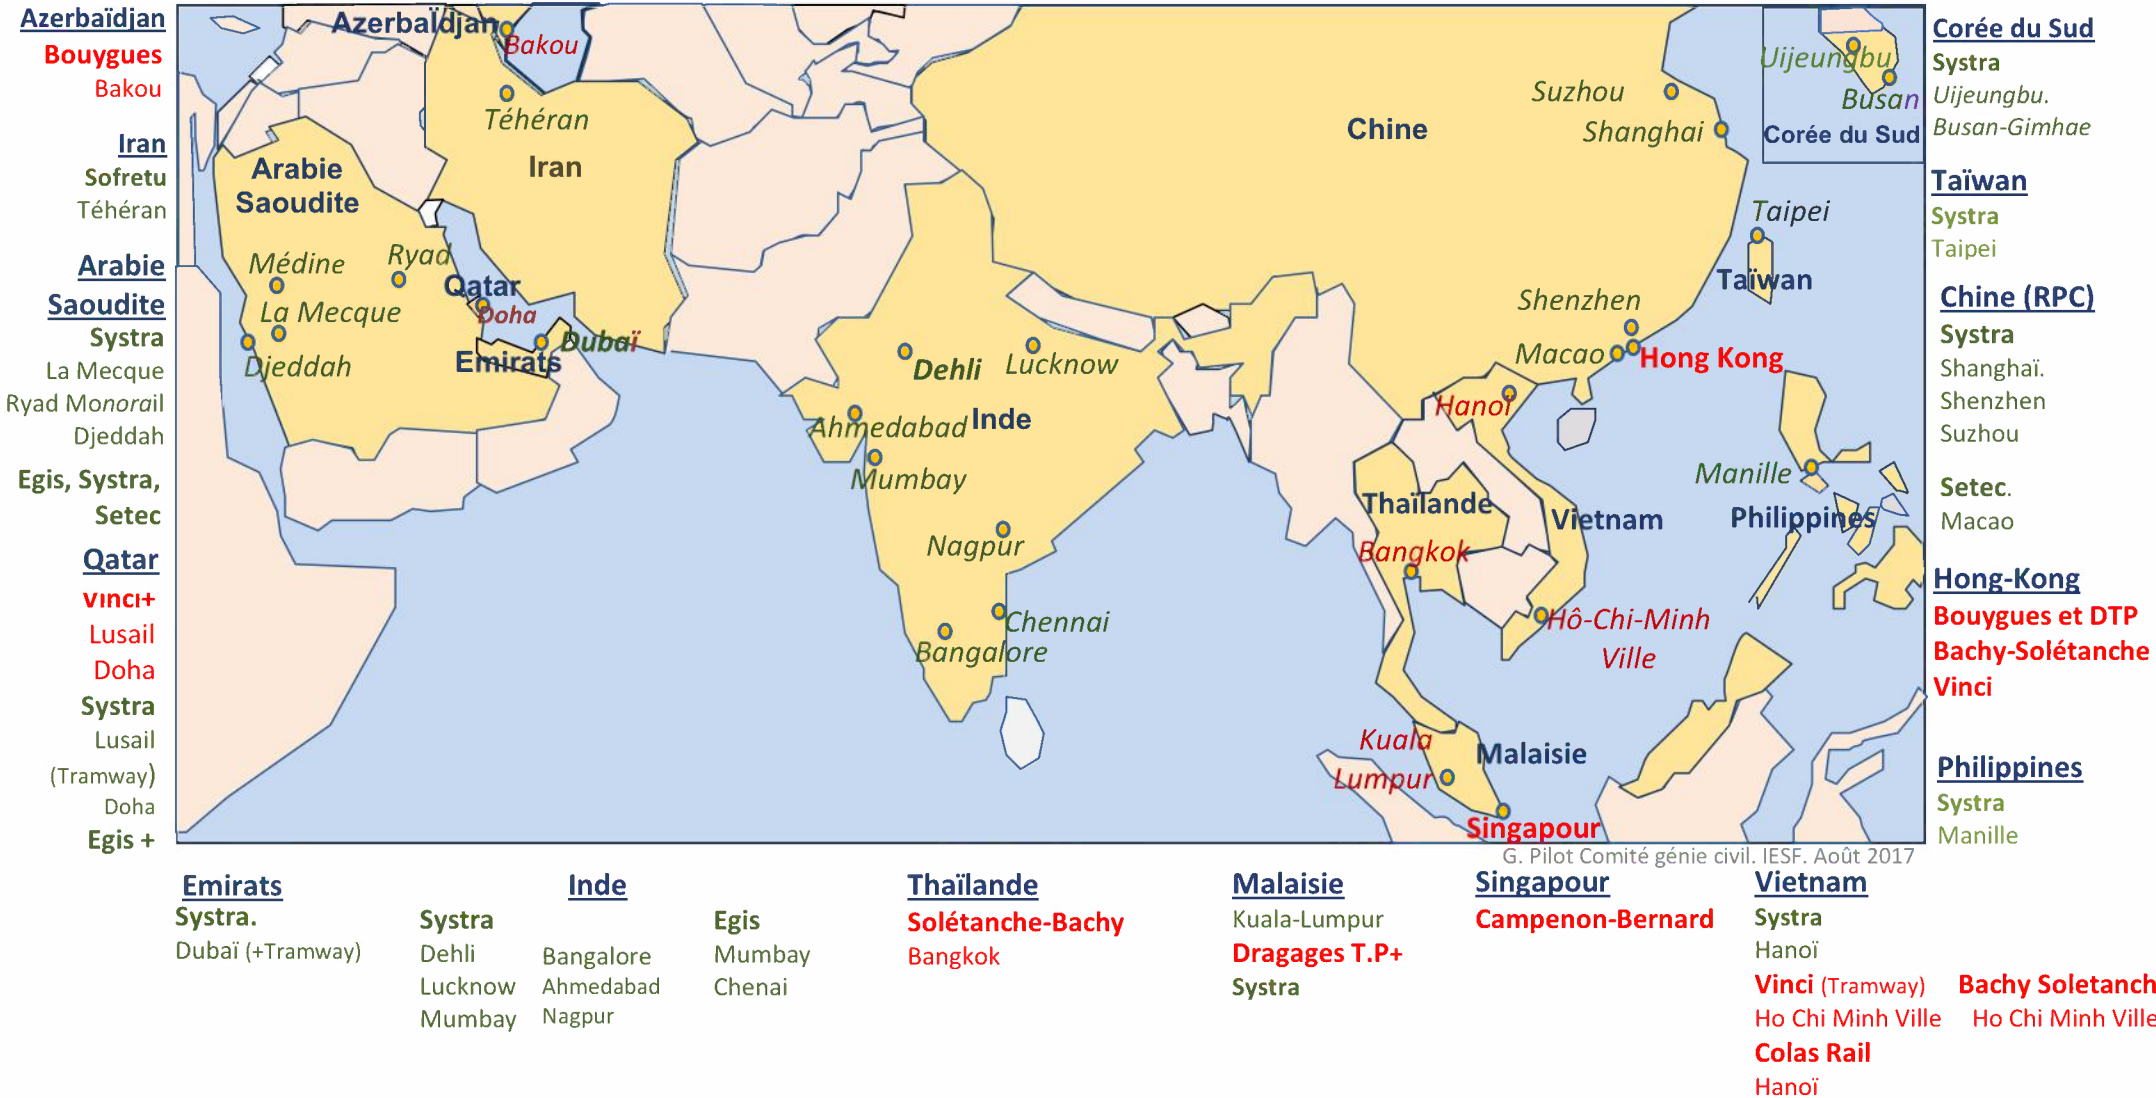 Azerbaïdjan
Bouygues
Bakou
Iran
Sofretu
Téhéran
Arabie
Saoudite
Systra
La Mecque
Ryad Monorail
Djeddah
Egis, Systra,
Setec
Qatar
vıncı+
Lusail
Doha
Systra
Lusail
(Tramway)
Doha
Egis +
Azerbaïdjan
Bakou
Téhéran
Iran
Arabie
Saoudite
Médine
Ryad
La Mecque
Djeddah
Qatar
Doha
Dubaï
Emirats
Chine
Suzhou
Shanghai
Uijeungbu
Busan
Corée du Sud
Taipei
Taïwan
Shenzhen
Macao
Hong Kong
Dehli
Lucknow
Inde
Ahmedabad
Mumbay
Nagpur
Chennai
Bangalore
Hanoï
Thaïlande
Vietnam
Bangkok
Hô-Chi-Minh
Ville
Manille
Philippines
Kuala
Lumpur
Malaisie
Singapour
G. Pilot Comité génie civil. IESF. Août 2017
Corée du Sud
Systra
Uijeungbu.
Busan-Gimhae
Taïwan
Systra
Taipei
Chine (RPC)
Systra
Shanghaï.
Shenzhen
Suzhou
Setec.
Macao
Hong-Kong
Bouygues et DTP
Bachy-Solétanche
Vinci
Philippines
Systra
Manille
Emirats
Systra.
Dubaï (+Tramway)
Inde
Systra
Dehli
Lucknow
Mumbay
Bangalore
Ahmedabad
Nagpur
Egis
Mumbay
Chenai
Thaïlande
Solétanche-Bachy
Bangkok
Malaisie
Kuala-Lumpur
Dragages T.P+
Systra
Singapour
Campenon-Bernard
Vietnam
Systra
Hanoï
Vinci (Tramway)
Ho Chi Minh Ville
Bachy Soletanch
Ho Chi Minh Ville
Colas Rail
Hanoï